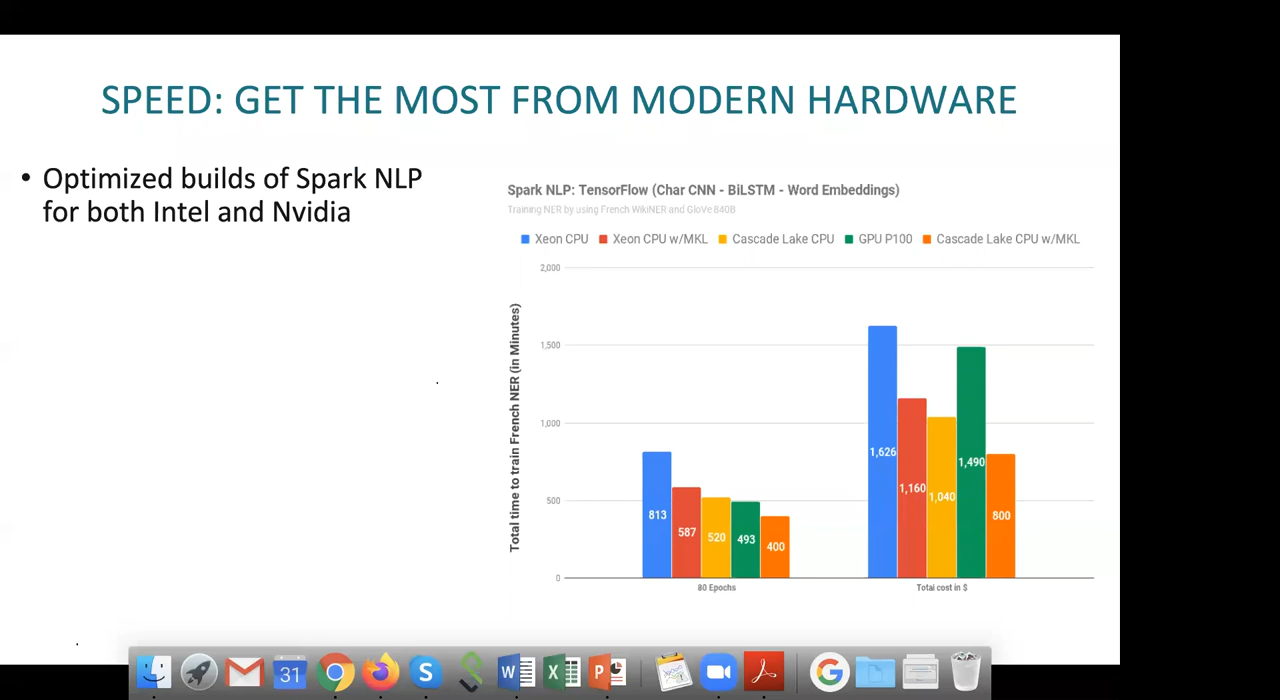 SPEED: GET THE MOST FROM MODERN HARDWARE
• Optimized builds of Spark NLP
for both Intel and Nvidia
Spark NLP: TensorFlow (Char CNN - BiLSTM - Word Embeddings)
Training NER by using French WikiNER and GloVe 840B
Xeon CPU Xeon CPU w/MKL Cascade Lake CPU GPU P100 Cascade Lake CPU w/MKL
Total time to train French NER (in Minutes)
2,000
1,500
1,000
500
0
813
587
520
493
400
1,626
1,160
1,040
1,490
800
80 Epochs
Total cost in $
31
S
W
X
P
G